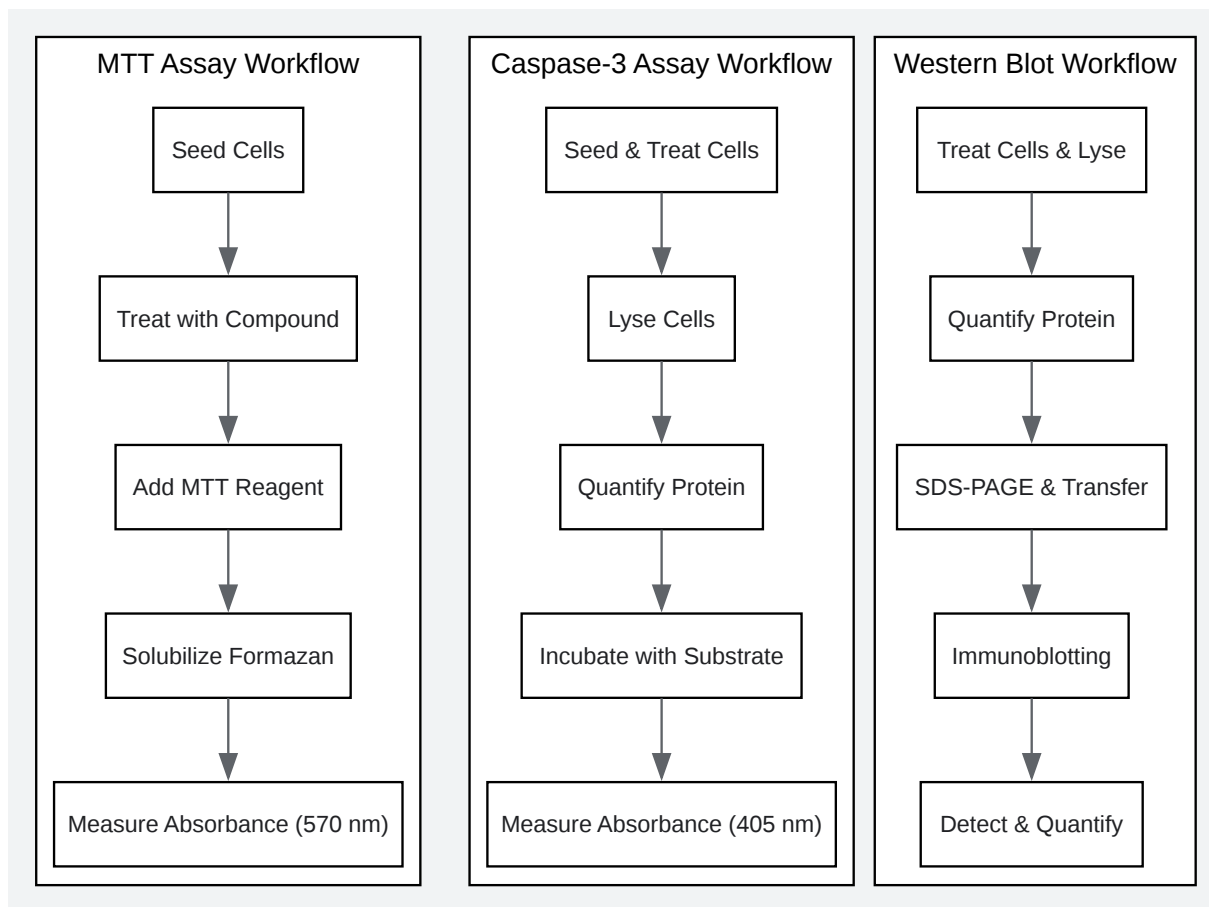 MTT Assay Workflow
Seed Cells
Treat with Compound
Add MTT Reagent
Solubilize Formazan
Measure Absorbance (570 nm)
Caspase-3 Assay Workflow
Seed & Treat Cells
Lyse Cells
Quantify Protein
Incubate with Substrate
Measure Absorbance (405 nm)
Western Blot Workflow
Treat Cells & Lyse
Quantify Protein
SDS-PAGE & Transfer
Immunoblotting
Detect & Quantify